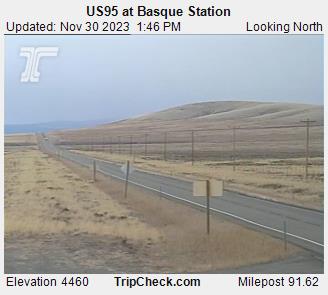 US95 at Basque Station
Updated: Nov 30 2023 1:46 PM Looking North
Elevation 4460 TripCheck.com Milepost 91.62